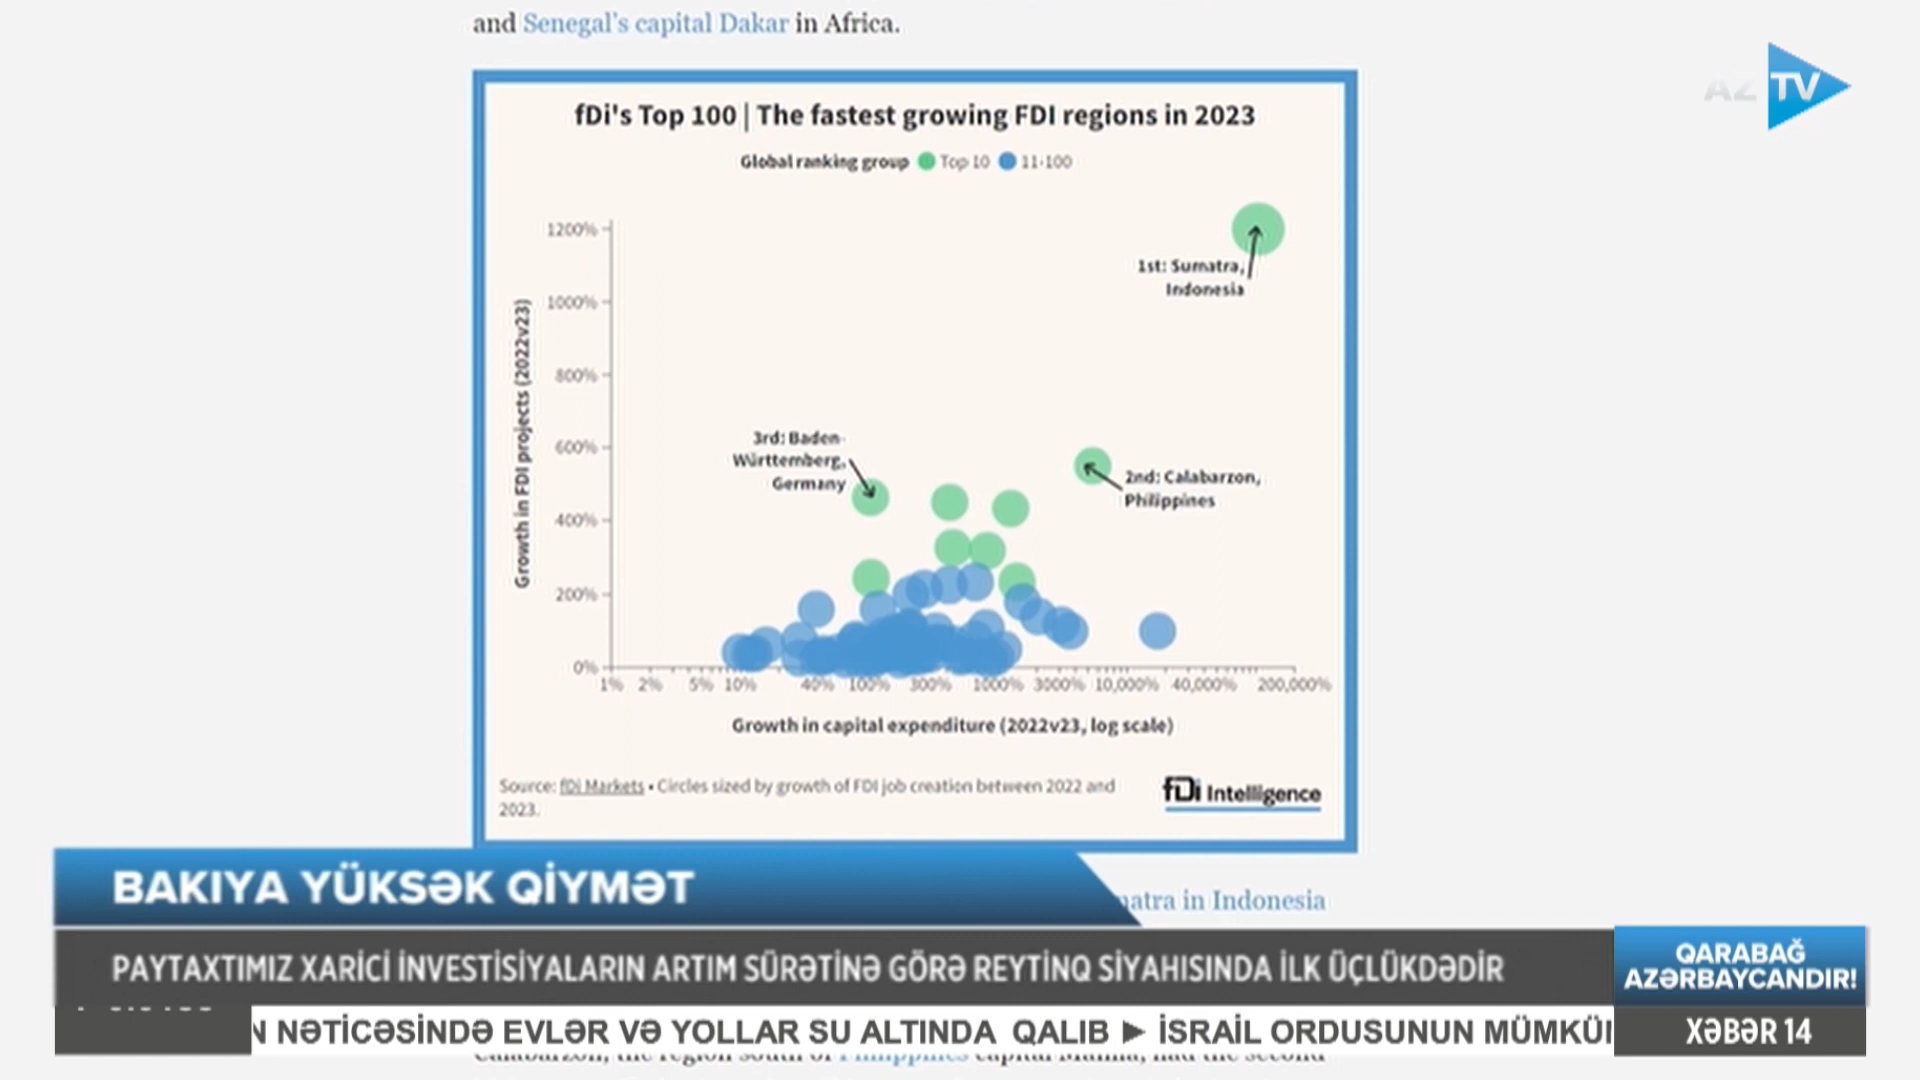 and Senegal's capital Dakar in Africa.
AZ TV
fDi's Top 100 | The fastest growing FDI regions in 2023
Global ranking group Top 10 11-100
1200%
1000%
800%
600%
400%
200%
0%
Growth in FDI projects (2022v23)
1st: Sumatra,
Indonesia
3rd: Baden-
Württemberg,
Germany
2nd: Calabarzon,
Philippines
1% 2% 5% 10% 40% 100% 300% 1000% 3000% 10,000% 40,000% 200,000%
Growth in capital expenditure (2022v23, log scale)
Source: fDi Markets • Circles sized by growth of FDI job creation between 2022 and
2023.
fDi Intelligence
BAKIYA YÜKSƏK QİYMƏT
in Indonesia
PAYTAXTIMIZ XARİCİ İNVESTİSİYALARIN ARTIM SÜRƏTİNƏ GÖRƏ REYTİNQ SİYAHISINDA İLK ÜÇLÜKDƏDİR
QARABAĞ
AZƏRBAYCANDIR!
N NƏTİCƏSİNDƏ EVLƏR VƏ YOLLAR SU ALTINDA QALIB ► İSRAİL ORDUSUNUN
XƏBƏR 14